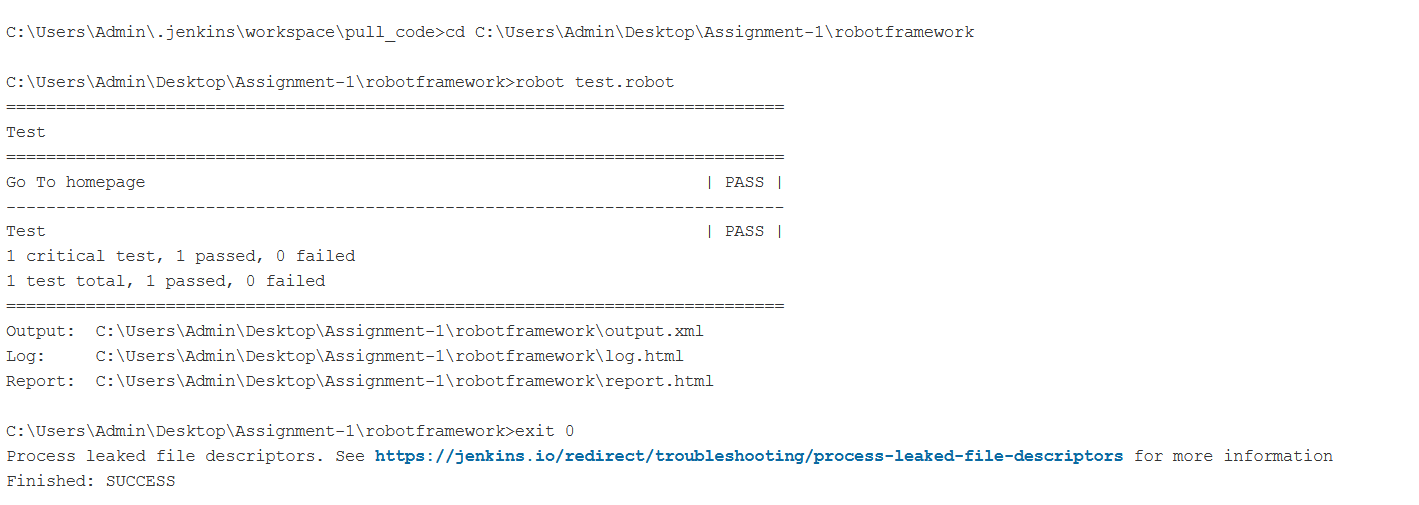 C:\Users\Admin\.jenkins\workspace\pull_code>cd C:\Users\Admin\Desktop\Assignment-1\robotframework
C:\Users\Admin\Desktop\Assignment-1\robotframework>robot test.robot
==============================================================================
Test
==============================================================================
Go To homepage                                                        | PASS |
------------------------------------------------------------------------------
Test                                                                  | PASS |
1 critical test, 1 passed, 0 failed
1 test total, 1 passed, 0 failed
==============================================================================
Output:  C:\Users\Admin\Desktop\Assignment-1\robotframework\output.xml
Log:     C:\Users\Admin\Desktop\Assignment-1\robotframework\log.html
Report:  C:\Users\Admin\Desktop\Assignment-1\robotframework\report.html
C:\Users\Admin\Desktop\Assignment-1\robotframework>exit 0
Process leaked file descriptors. See https://jenkins.io/redirect/troubleshooting/process-leaked-file-descriptors for more information
Finished: SUCCESS